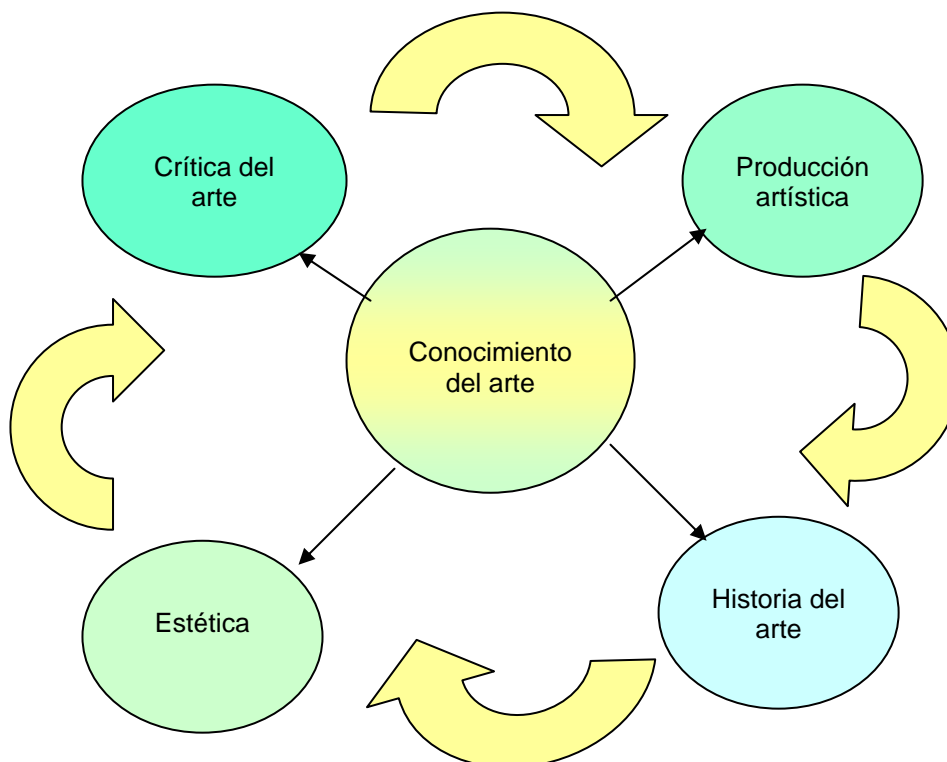 Crítica del
arte
Producción
artística
Conocimiento
del arte
Estética
Historia del
arte